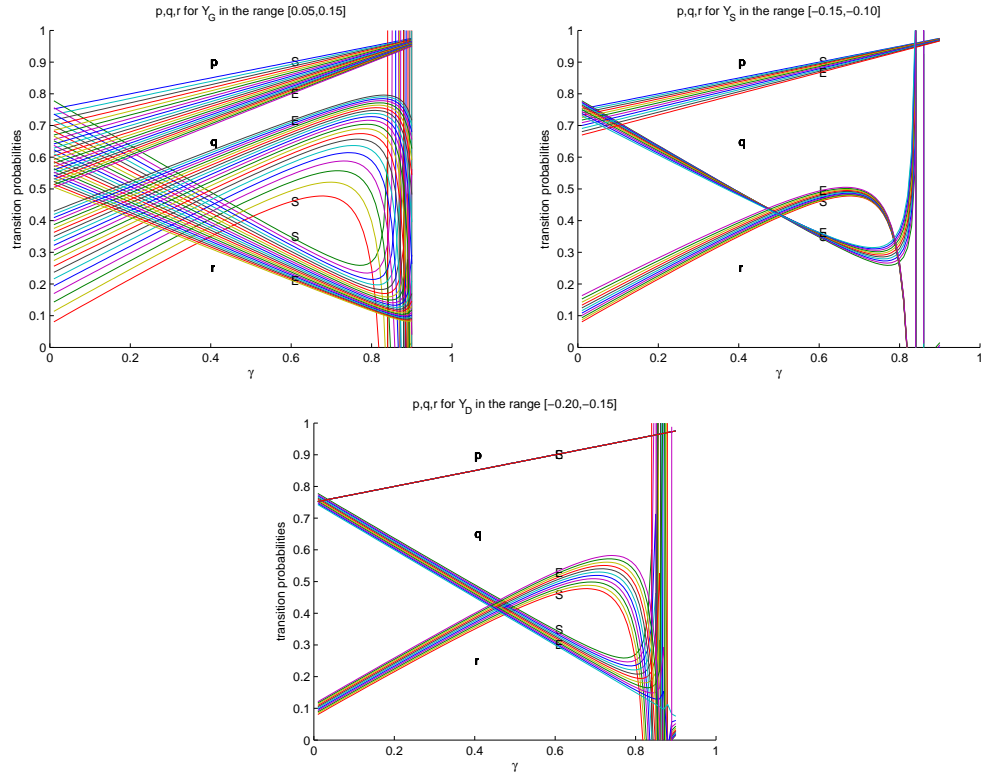 p,q,r for Y_G in the range [0.05,0.15]
transition probabilities
1
0.9
0.8
0.7
0.6
0.5
0.4
0.3
0.2
0.1
0
p
q
r
S
E
E
S
S
E
0 0.2 0.4 0.6 0.8 1
γ
p,q,r for Y_S in the range [−0.15,−0.10]
transition probabilities
1
0.9
0.8
0.7
0.6
0.5
0.4
0.3
0.2
0.1
0
p
q
r
S
E
E
S
E
E
0 0.2 0.4 0.6 0.8 1
γ
p,q,r for Y_D in the range [−0.20,−0.15]
transition probabilities
1
0.9
0.8
0.7
0.6
0.5
0.4
0.3
0.2
0.1
0
p
q
r
E
S
S
E
0 0.2 0.4 0.6 0.8 1
γ